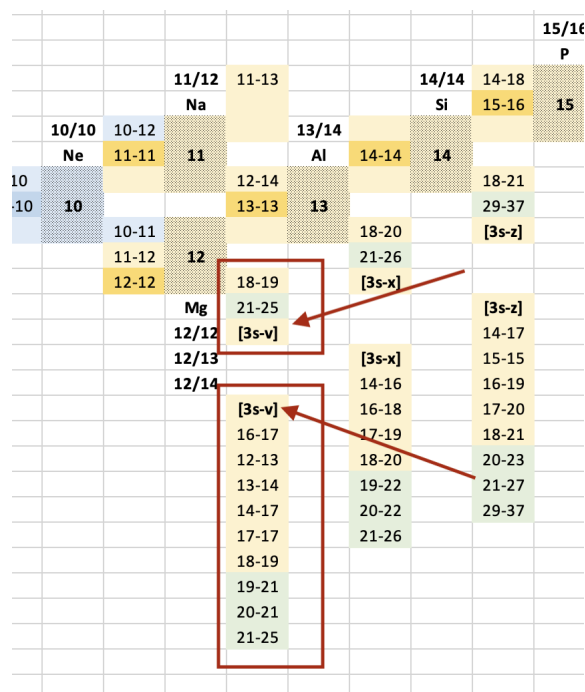 15/16
P
11/12 11-13 14/14 14-18
Na Si 15-16 15
10/10 10-12 13/14
Ne 11-11 11 Al 14-14 14
10 12-14 18-21
-10 10 13-13 13 29-37
10-11 18-20 [3s-z]
11-12 12 21-26
12-12 18-19 [3s-x]
Mg 21-25 [3s-z]
12/12 [3s-v] 14-17
12/13 [3s-x] 15-15
12/14 14-16 16-19
[3s-v] 16-18 17-20
16-17 17-19 18-21
12-13 18-20 20-23
13-14 19-22 21-27
14-17 20-22 29-37
17-17 21-26
18-19
19-21
20-21
21-25